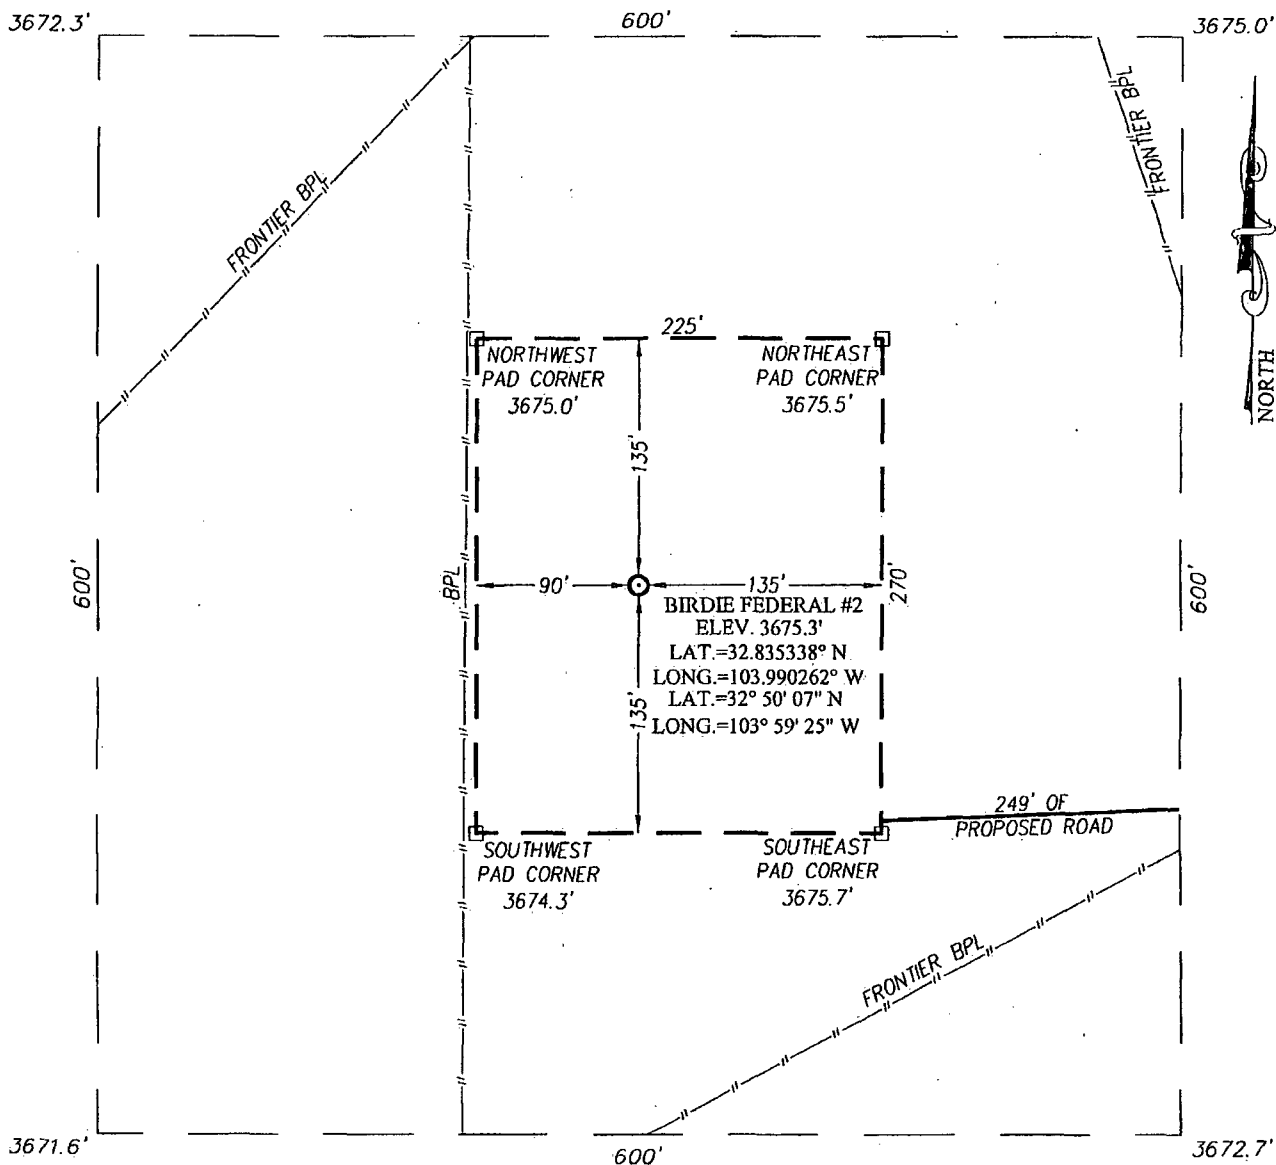 3672.3'
600'
3675.0'
FRONTIER BPL
FRONTIER BPL
NORTH
225'
NORTHWEST
PAD CORNER
3675.0'
NORTHEAST
PAD CORNER
3675.5'
135'
600'
BPL
90'
135'
270'
600'
BIRDIE FEDERAL #2
ELEV. 3675.3'
LAT.=32.835338° N
LONG.=103.990262° W
LAT.=32° 50' 07" N
LONG.=103° 59' 25" W
135'
249' OF
PROPOSED ROAD
SOUTHWEST
PAD CORNER
3674.3'
SOUTHEAST
PAD CORNER
3675.7'
FRONTIER BPL
3671.6'
600'
3672.7'